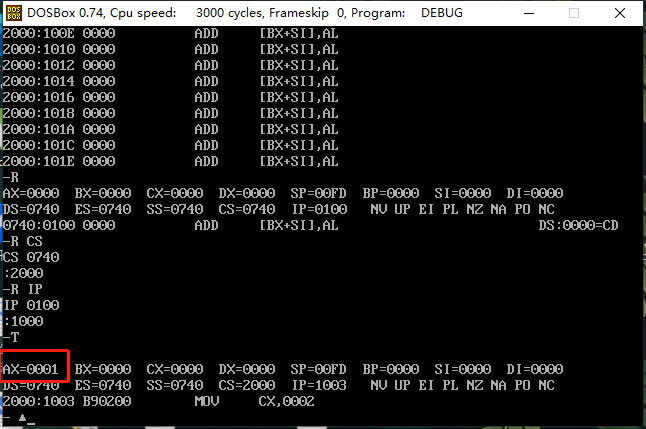 DOSBox 0.74, Cpu speed: 3000 cycles, Frameskip 0, Program: DEBUG
2000:100E 0000 ADD [BX+SI],AL
2000:1010 0000 ADD [BX+SI],AL
2000:1012 0000 ADD [BX+SI],AL
2000:1014 0000 ADD [BX+SI],AL
2000:1016 0000 ADD [BX+SI],AL
2000:1018 0000 ADD [BX+SI],AL
2000:101A 0000 ADD [BX+SI],AL
2000:101C 0000 ADD [BX+SI],AL
2000:101E 0000 ADD [BX+SI],AL
-R
AX=0000 BX=0000 CX=0000 DX=0000 SP=00FD BP=0000 SI=0000 DI=0000
DS=0740 ES=0740 SS=0740 CS=0740 IP=0100 NV UP EI PL NZ NA PO NC
0740:0100 0000 ADD [BX+SI],AL DS:0000=CD
-R CS
CS 0740
:2000
-R IP
IP 0100
:1000
-T
AX=0001 BX=0000 CX=0000 DX=0000 SP=00FD BP=0000 SI=0000 DI=0000
DS=0740 ES=0740 SS=0740 CS=2000 IP=1003 NV UP EI PL NZ NA PO NC
2000:1003 B90200 MOV CX,0002
- ▲_